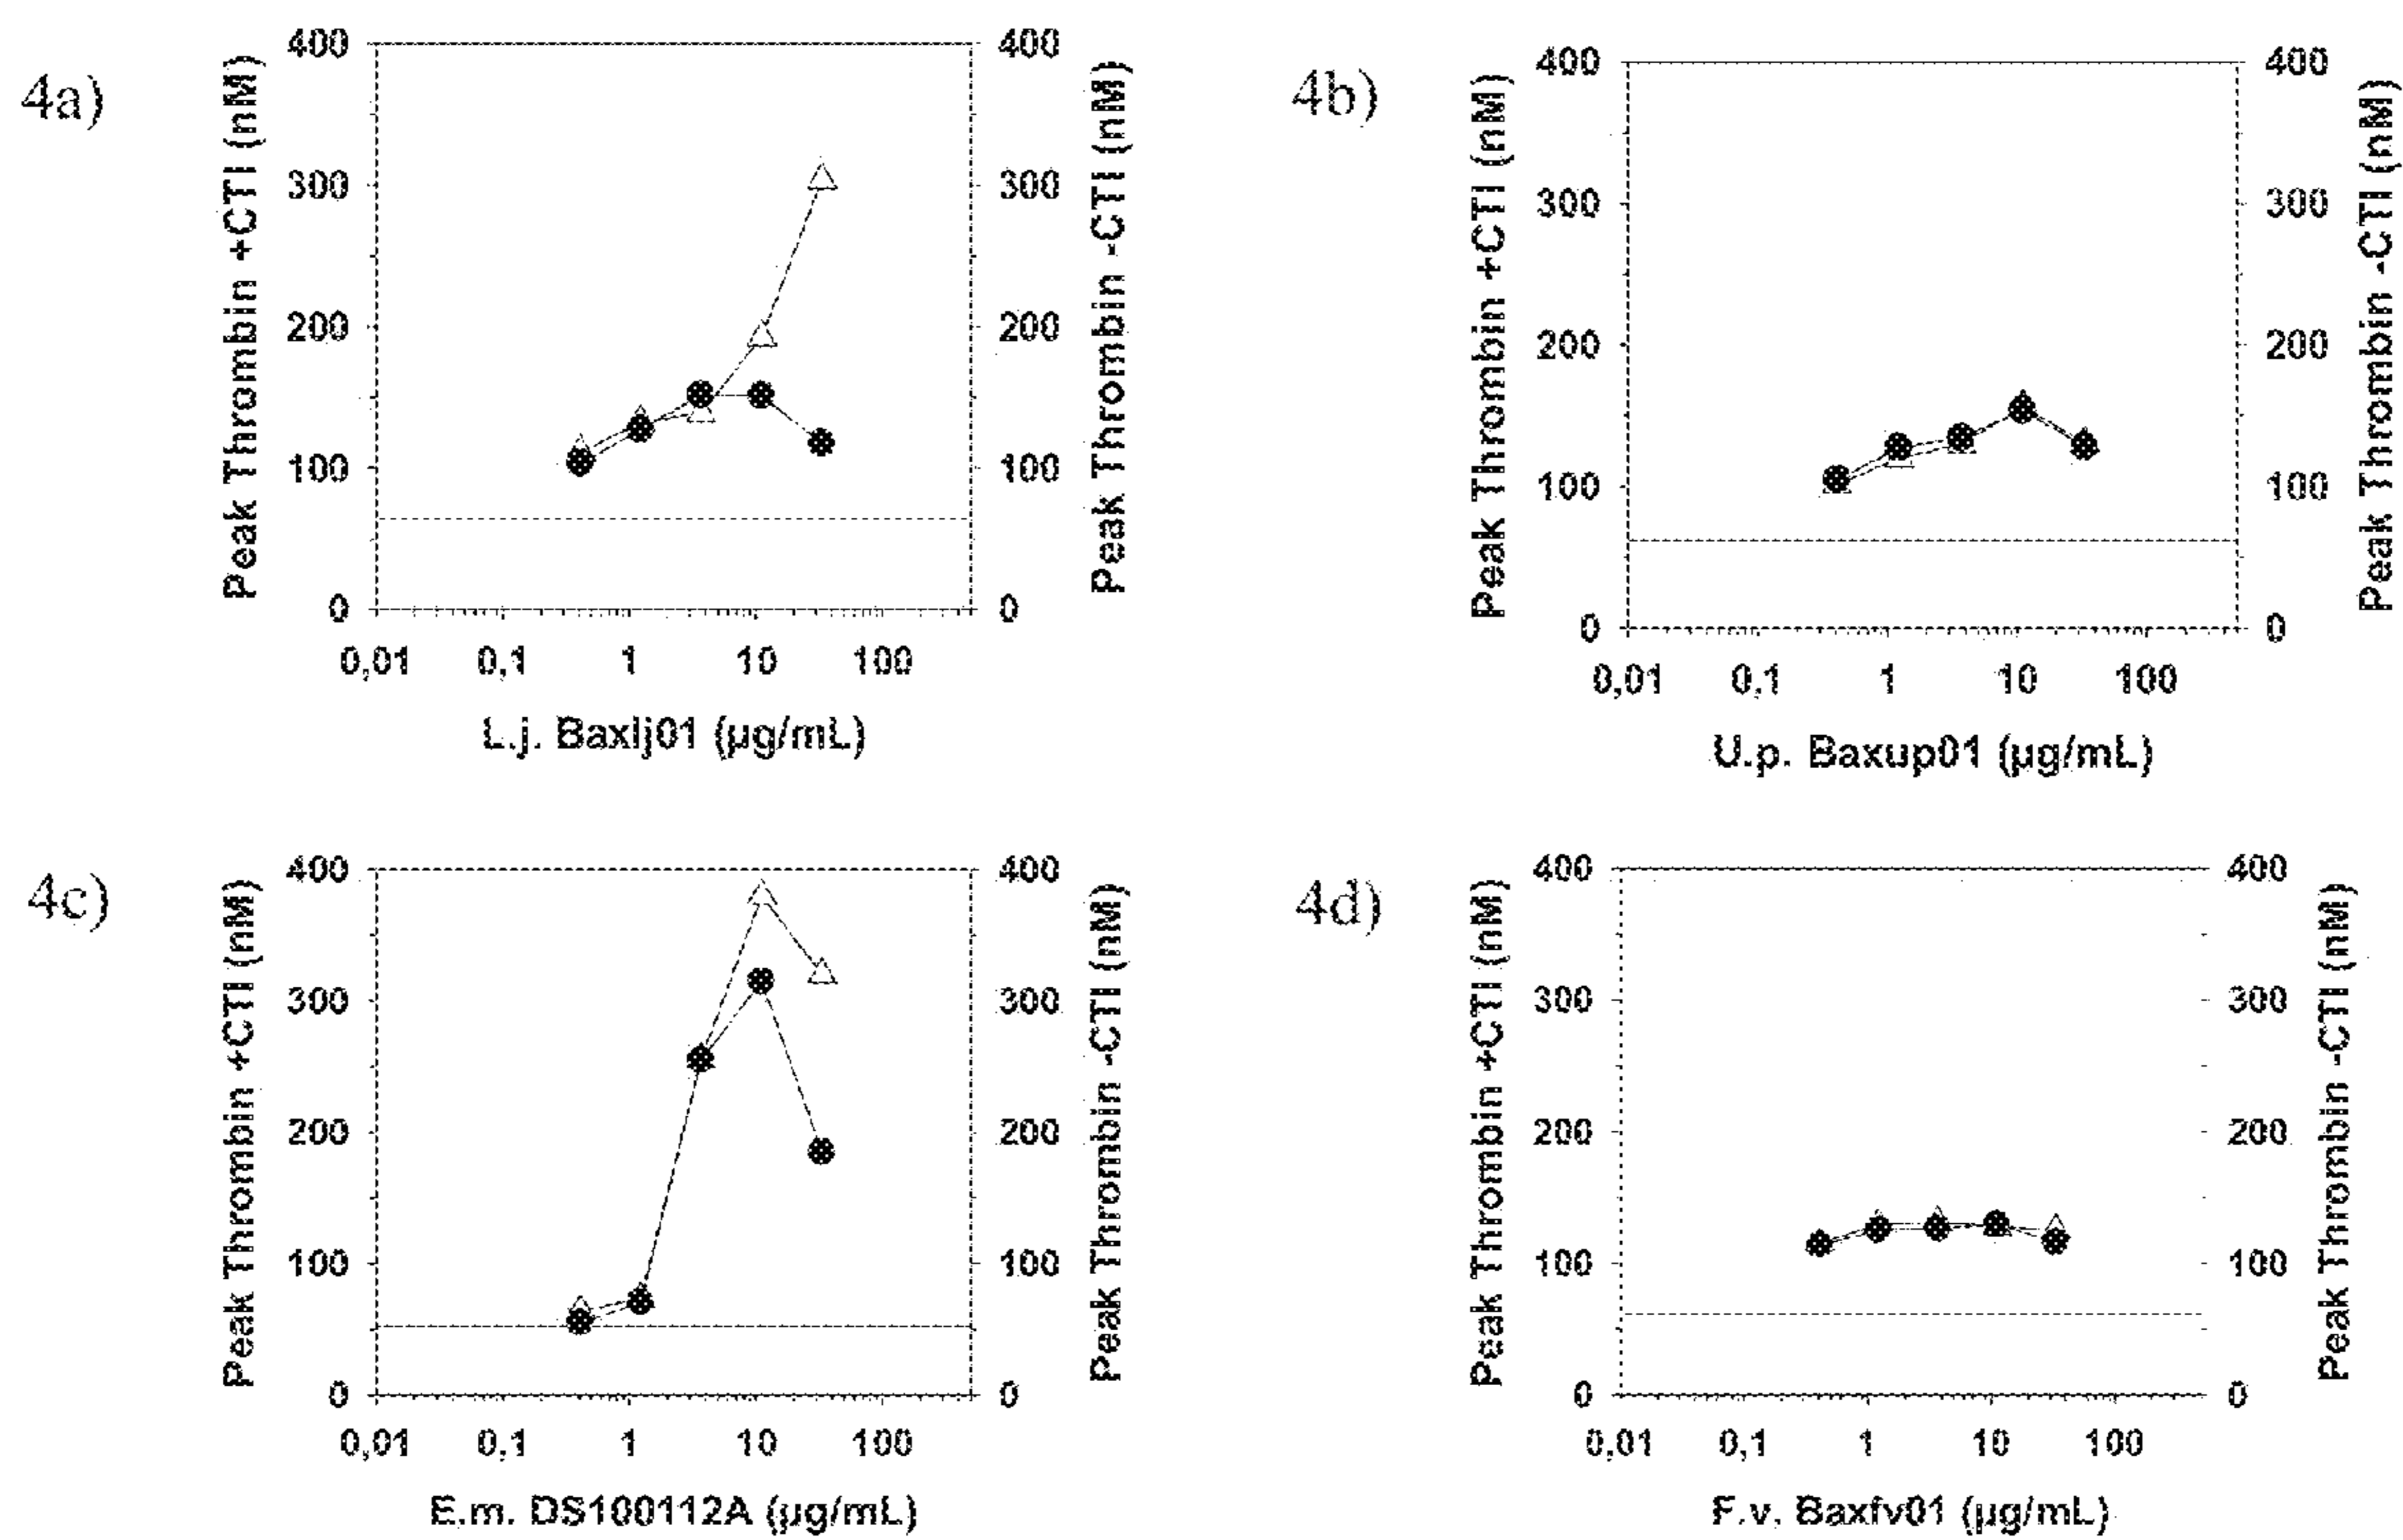 4a)
Peak Thrombin +CTI (nM)
400
300
200
100
0
400
300
200
100
0
Peak Thrombin -CTI (nM)
0,01 0,1 1 10 100
L.j. Baxlj01 (µg/mL)
4b)
Peak Thrombin +CTI (nM)
400
300
200
100
0
400
300
200
100
0
Peak Thrombin -CTI (nM)
0,01 0,1 1 10 100
U.p. Baxup01 (µg/mL)
4c)
Peak Thrombin +CTI (nM)
400
300
200
100
0
400
300
200
100
0
Peak Thrombin -CTI (nM)
0,01 0,1 1 10 100
E.m. DS100112A (µg/mL)
4d)
Peak Thrombin +CTI (nM)
400
300
200
100
0
400
300
200
100
0
Peak Thrombin -CTI (nM)
0,01 0,1 1 10 100
F.v. Baxfv01 (µg/mL)